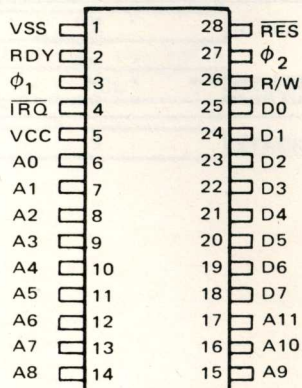 VSS 1 28 R̅E̅S̅
RDY 2 27 ϕ2
ϕ1 3 26 R/W
I̅R̅Q̅ 4 25 D0
VCC 5 24 D1
A0 6 23 D2
A1 7 22 D3
A2 8 21 D4
A3 9 20 D5
A4 10 19 D6
A5 11 18 D7
A6 12 17 A11
A7 13 16 A10
A8 14 15 A9